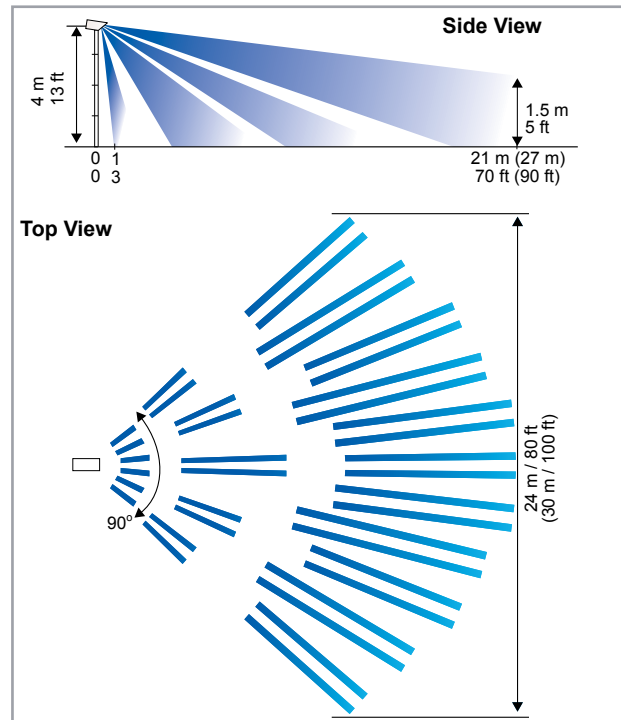 Side View
4 m
13 ft
1.5 m
5 ft
0 1 21 m (27 m)
0 3 70 ft (90 ft)
Top View
90°
24 m / 80 ft
(30 m / 100 ft)